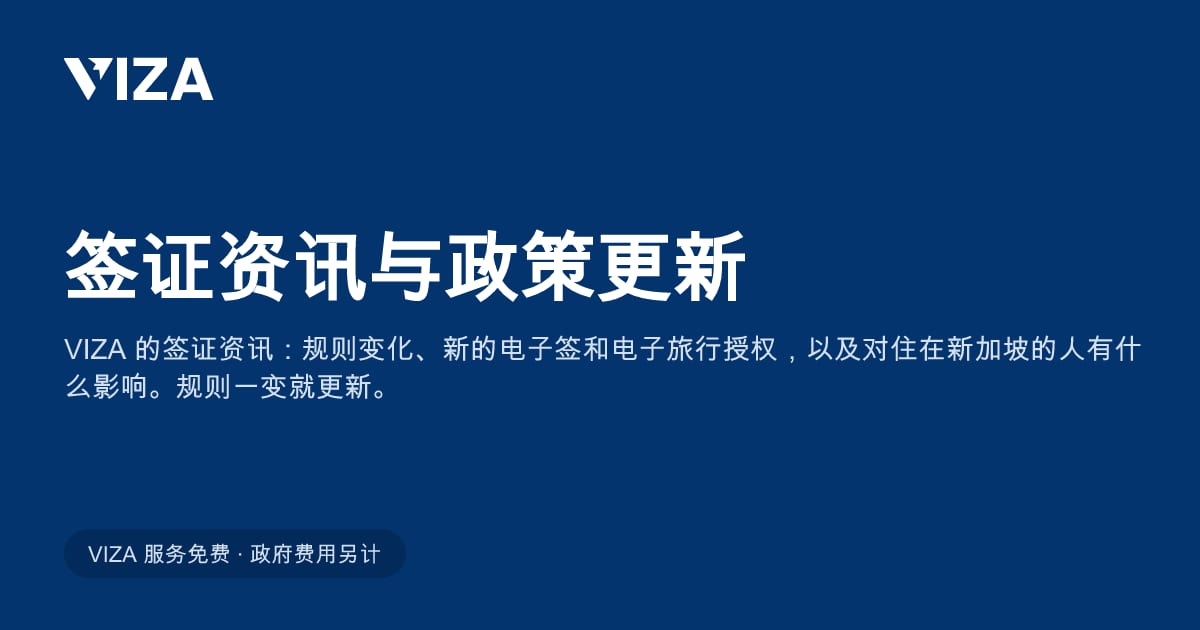 VIZA
签证资讯与政策更新
VIZA 的签证资讯：规则变化、新的电子签和电子旅行授权，以及对住在新加坡的人有什
么影响。规则一变就更新。
VIZA 服务免费 · 政府费用另计